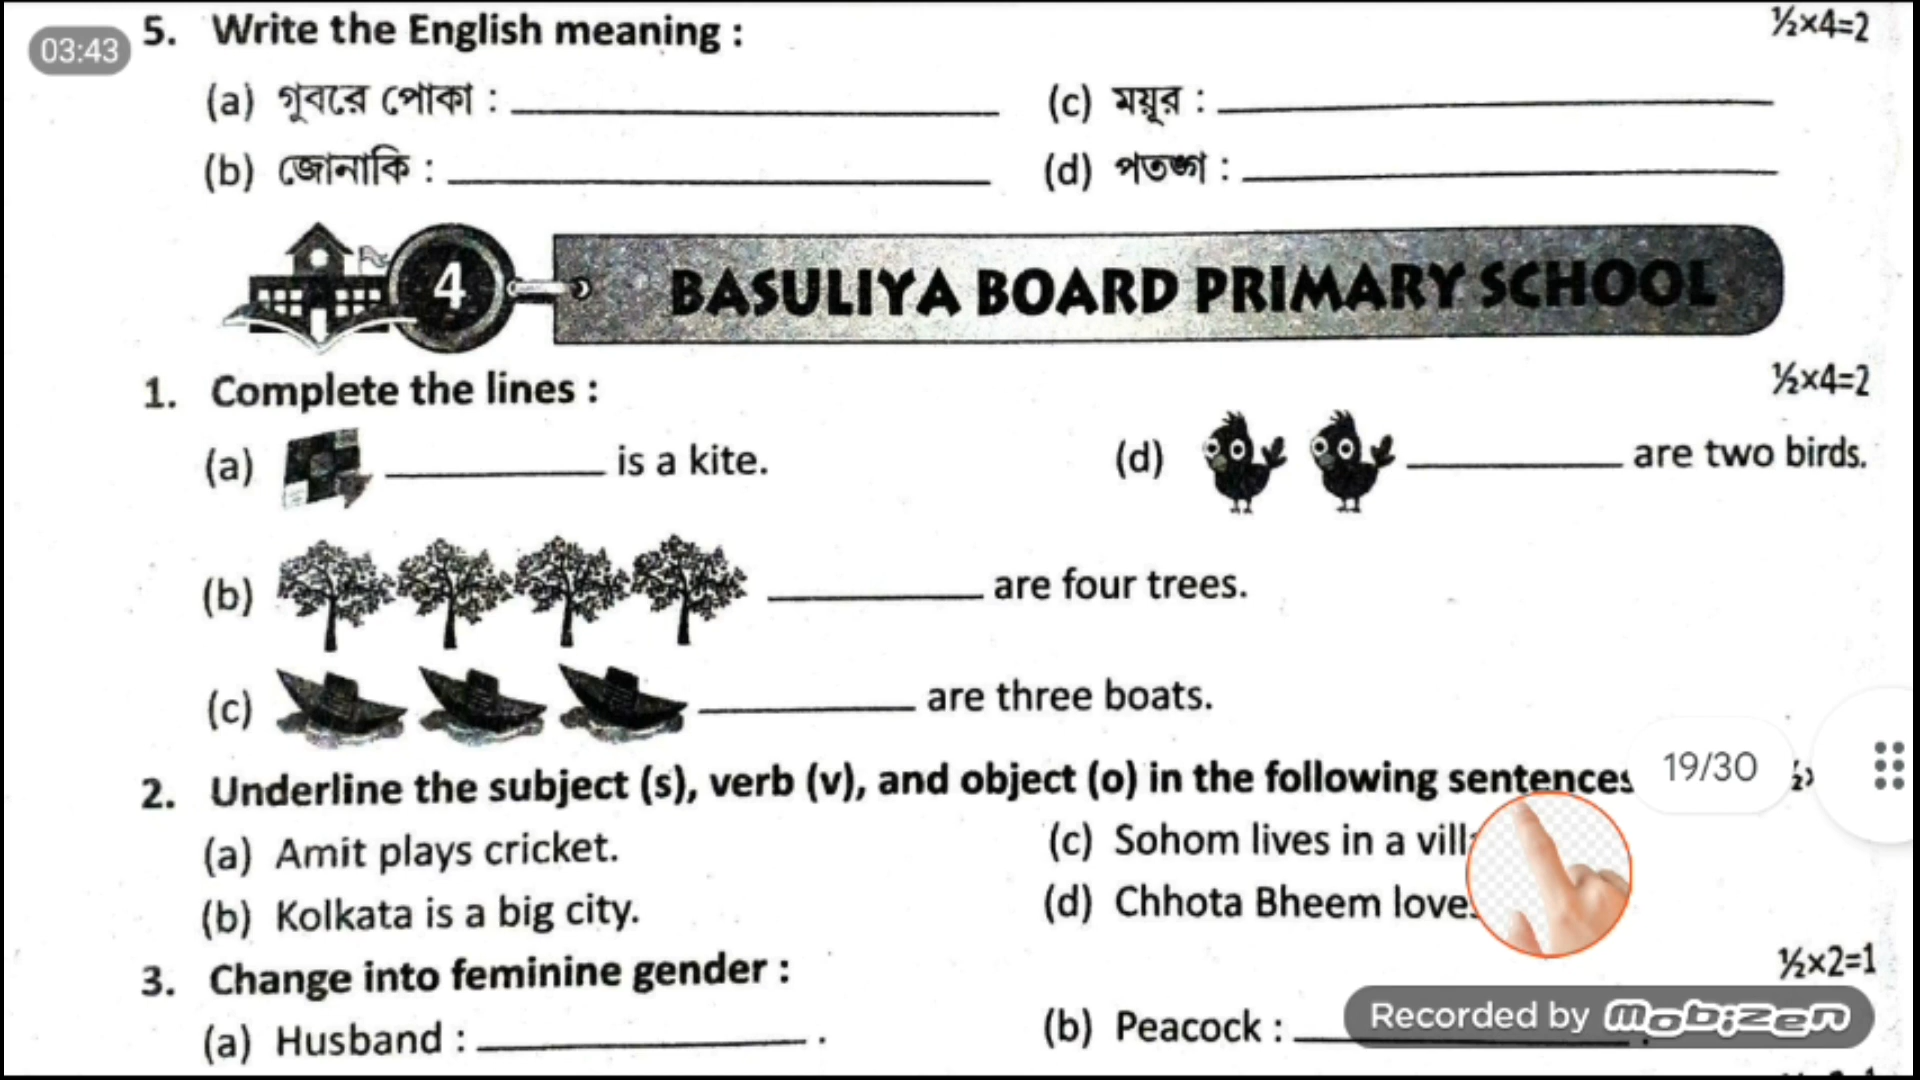 03:43
5. Write the English meaning : ½×4=2
(a) গুবরে পোকা : (c) ময়ূর :
(b) জোনাকি : (d) পতঙ্গ :
4 BASULIYA BOARD PRIMARY SCHOOL
1. Complete the lines : ½×4=2
(a) is a kite. (d) are two birds.
(b) are four trees.
(c) are three boats.
2. Underline the subject (s), verb (v), and object (o) in the following sentences
19/30
(a) Amit plays cricket. (c) Sohom lives in a
(b) Kolkata is a big city. (d) Chhota Bheem
3. Change into feminine gender : ½×2=1
(a) Husband : . (b) Peacock : .
Recorded by Mobizen